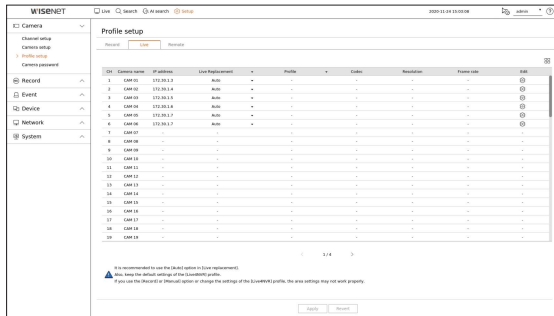 WISENET
Live Search AI search Setup
2020-11-24 15:03:06
admin
Camera
Channel setup
Camera setup
Profile setup
Camera password
Record
Event
Device
Network
System
Profile setup
Record Live Remote
CH Camera name IP address Live Replacement Profile Codec Resolution Frame rate Edit
1 CAM 01 172.30.1.3 Auto - - - -
2 CAM 02 172.30.1.4 Auto - - - -
3 CAM 03 172.30.1.5 Auto - - - -
4 CAM 04 172.30.1.6 Auto - - - -
5 CAM 05 172.30.1.7 Auto - - - -
6 CAM 06 172.30.1.7 Auto - - - -
7 CAM 07 - - - - - - -
8 CAM 08 - - - - - - -
9 CAM 09 - - - - - - -
10 CAM 10 - - - - - - -
11 CAM 11 - - - - - - -
12 CAM 12 - - - - - - -
13 CAM 13 - - - - - - -
14 CAM 14 - - - - - - -
15 CAM 15 - - - - - - -
16 CAM 16 - - - - - - -
17 CAM 17 - - - - - - -
18 CAM 18 - - - - - - -
19 CAM 19 - - - - - - -
< 1/4 >
It is recommended to use the [Auto] option in [Live replacement].
Also, keep the default settings of the [Live4NVR] profile.
If you use the [Record] or [Manual] option or change the settings of the [Live4NVR] profile, the area settings may not work properly.
Apply Revert